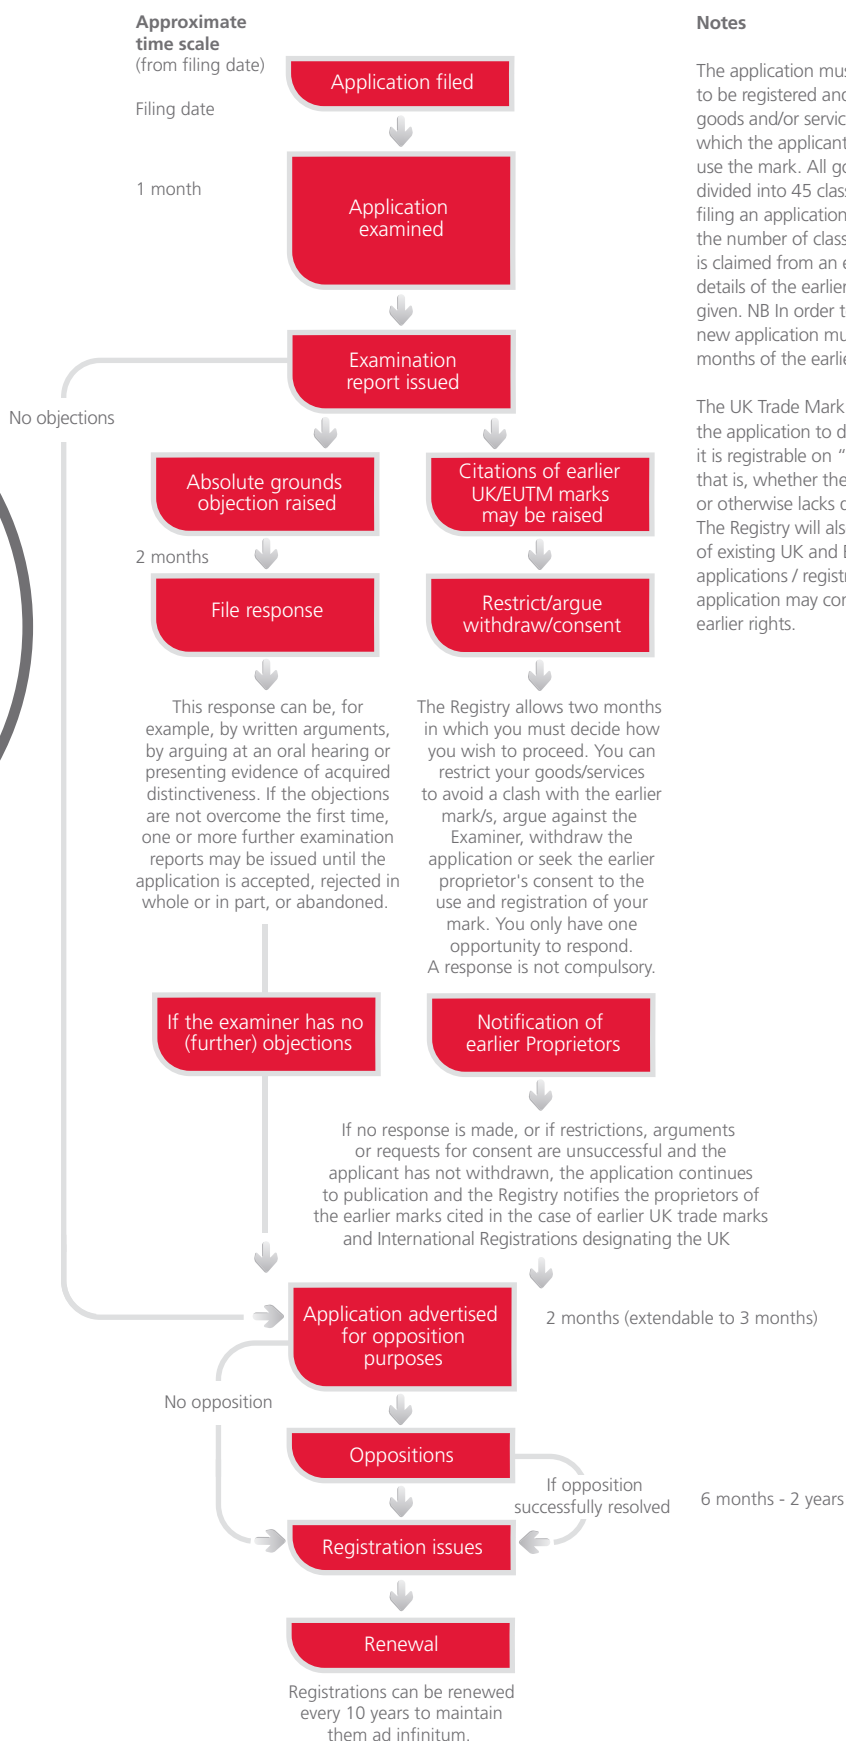 Approximate
time scale
(from filing date)
Application filed
Filing date
1 month
Application
examined
Examination
report issued
No objections
Absolute grounds
objection raised
Citations of earlier
UK/EUTM marks
may be raised
2 months
File response
Restrict/argue
withdraw/consent
This response can be, for
example, by written arguments,
by arguing at an oral hearing or
presenting evidence of acquired
distinctiveness. If the objections
are not overcome the first time,
one or more further examination
reports may be issued until the
application is accepted, rejected in
whole or in part, or abandoned.
The Registry allows two months
in which you must decide how
you wish to proceed. You can
restrict your goods/services
to avoid a clash with the earlier
mark/s, argue against the
Examiner, withdraw the
application or seek the earlier
proprietor's consent to the
use and registration of your
mark. You only have one
opportunity to respond.
A response is not compulsory.
If the examiner has no
(further) objections
Notification of
earlier Proprietors
If no response is made, or if restrictions, arguments
or requests for consent are unsuccessful and the
applicant has not withdrawn, the application continues
to publication and the Registry notifies the proprietors of
the earlier marks cited in the case of earlier UK trade marks
and International Registrations designating the UK
Application advertised
for opposition
purposes
2 months (extendable to 3 months)
No opposition
Oppositions
If opposition
successfully resolved
6 months - 2 years
Registration issues
Renewal
Registrations can be renewed
every 10 years to maintain
them ad infinitum.
Notes
The application
to be registered and
goods and/or
which the applicant
use the mark. All
divided into 45
filing an application
the number of
is claimed from an
details of the earlier
given. NB In order
new application
months of the
The UK Trade Mark
the application to
it is registrable on "
that is, whether the
or otherwise lacks
The Registry will
of existing UK and
applications /
application may
earlier rights.